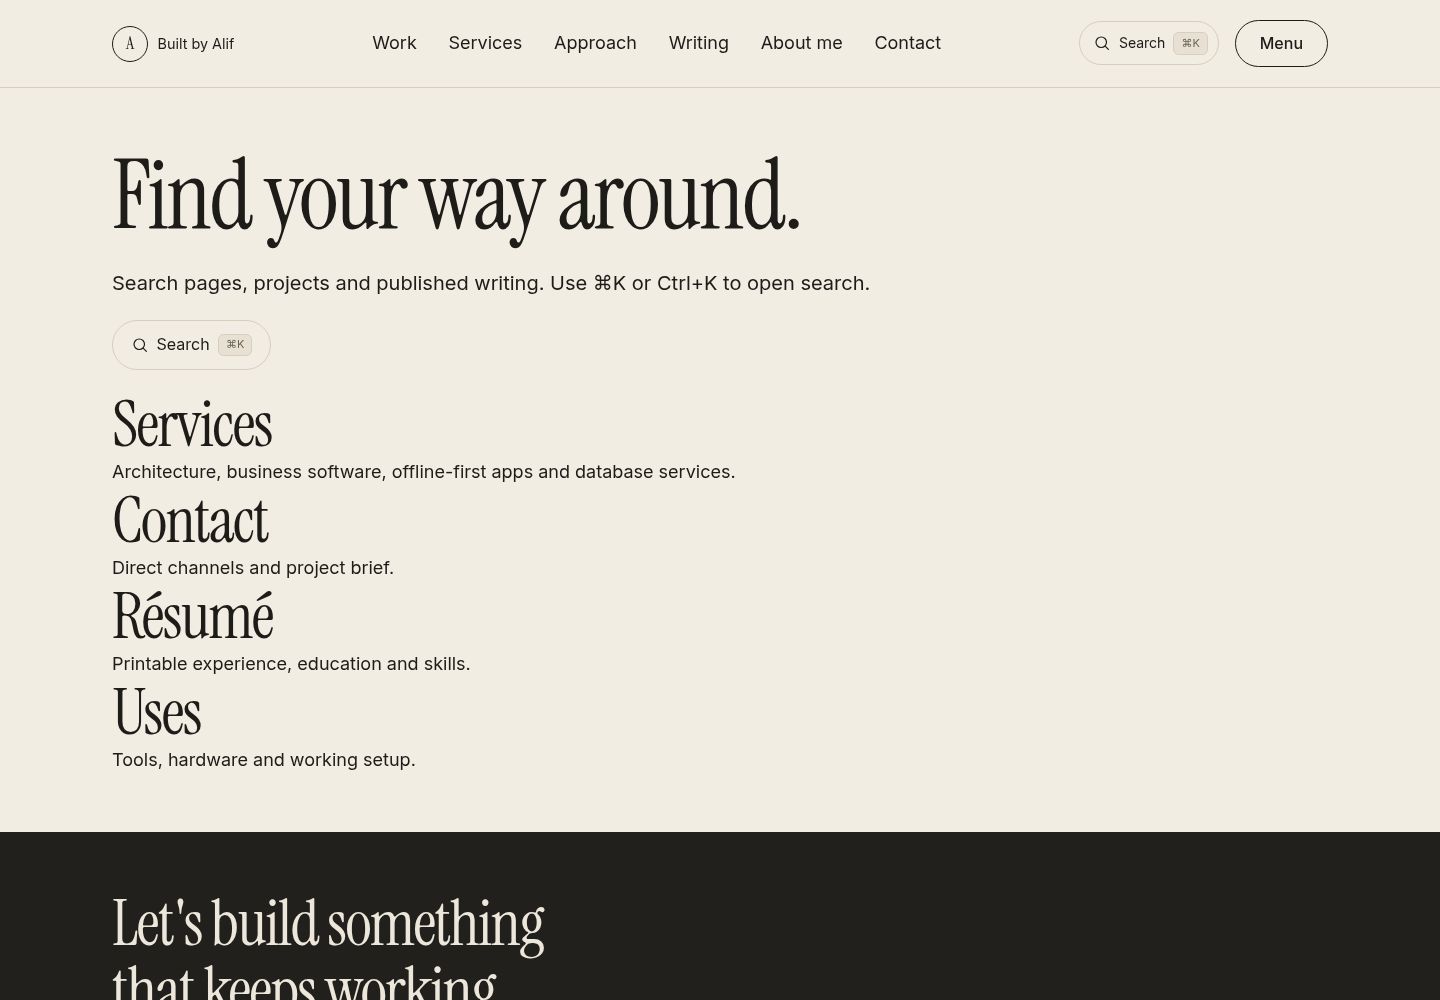 A Built by Alif
Work Services Approach Writing About me Contact
Search ⌘K Menu
Find your way around.
Search pages, projects and published writing. Use ⌘K or Ctrl+K to open search.
Search ⌘K
Services
Architecture, business software, offline-first apps and database services.
Contact
Direct channels and project brief.
Résumé
Printable experience, education and skills.
Uses
Tools, hardware and working setup.
Let's build something
that keeps working